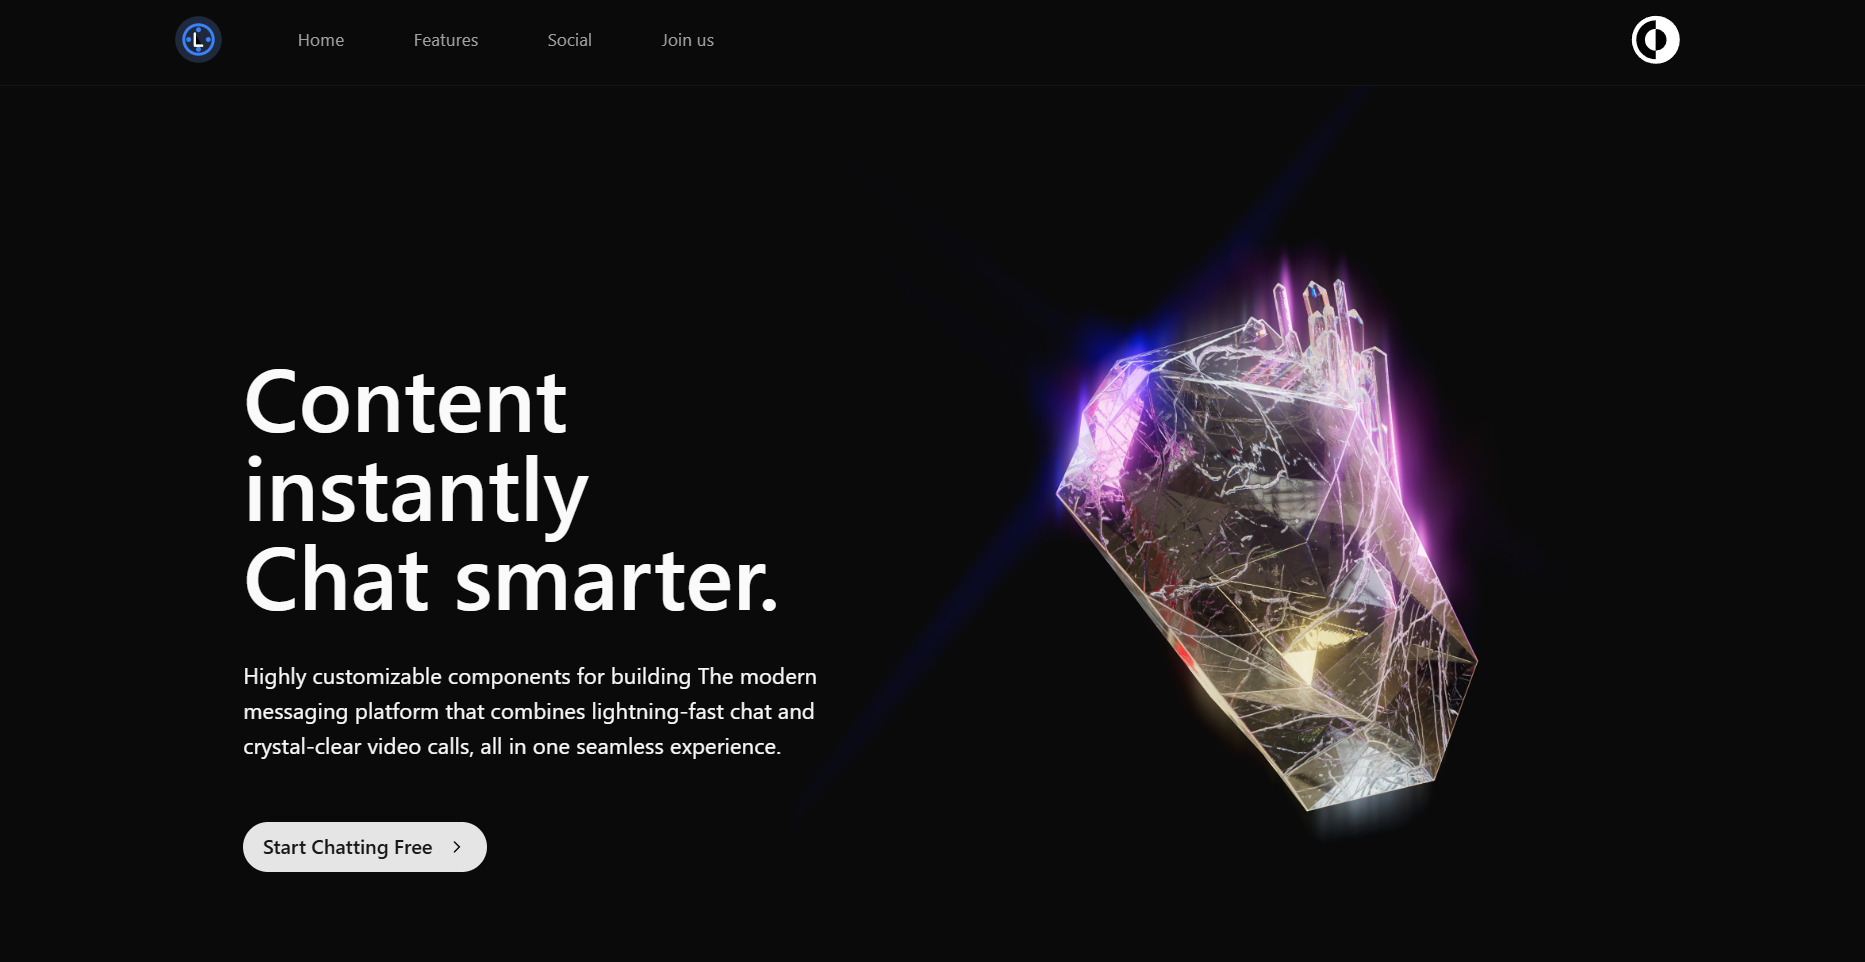 L
Home
Features
Social
Join us
Content
instantly
Chat smarter.
Highly customizable components for building The modern
messaging platform that combines lightning-fast chat and
crystal-clear video calls, all in one seamless experience.
Start Chatting Free